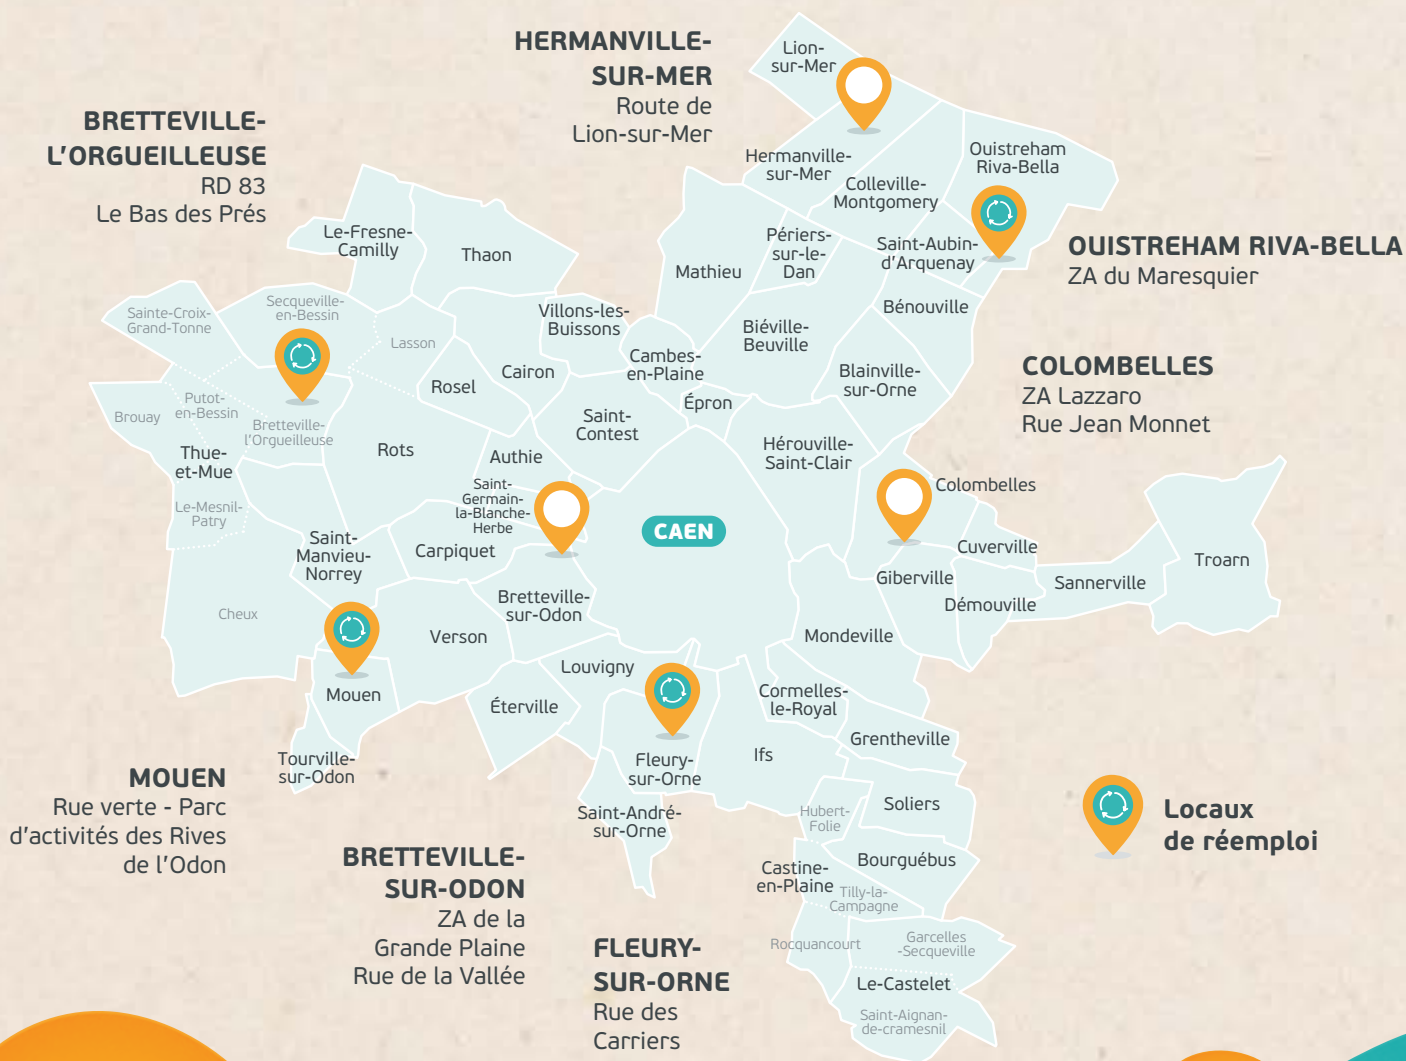 HERMANVILLE-
SUR-MER
Route de
Lion-sur-Mer
BRETTEVILLE-
L'ORGUEILLEUSE
RD 83
Le Bas des Prés
OUISTREHAM RIVA-BELLA
ZA du Maresquier
COLOMBELLES
ZA Lazzaro
Rue Jean Monnet
Lion-
sur-Mer
Hermanville-
sur-Mer
Colleville-
Montgomery
Ouistreham
Riva-Bella
Saint-Aubin-
d'Arquenay
Périers-
sur-le-
Dan
Mathieu
Bénouville
Biéville-
Beuville
Blainville-
sur-Orne
Le-Fresne-
Camilly
Thaon
Villons-les-
Buissons
Cambes-
en-Plaine
Épron
Sainte-Croix-
Grand-Tonne
Secqueville-
en-Bessin
Lasson
Rosel
Cairon
Saint-
Contest
Hérouville-
Saint-Clair
Brouay
Putot-
en-Bessin
Bretteville-
l'Orgueilleuse
Thue-
et-Mue
Rots
Authie
Saint-
Germain-
la-Blanche-
Herbe
Le-Mesnil-
Patry
Saint-
Manvieu-
Norrey
Carpiquet
CAEN
Colombelles
Cuverville
Giberville
Démouville
Sannerville
Troarn
Cheux
Bretteville-
sur-Odon
Verson
Mondeville
Mouen
Louvigny
Éterville
Cormelles-
le-Royal
Grentheville
Tourville-
sur-Odon
Fleury-
sur-Orne
Ifs
Saint-André-
sur-Orne
Hubert-
Folie
Soliers
Bourguébus
Castine-
en-Plaine
Tilly-la-
Campagne
Rocquancourt
Garcelles
-Secqueville
Le-Castelet
Saint-Aignan-
de-cramesnil
MOUEN
Rue verte - Parc
d'activités des Rives
de l'Odon
BRETTEVILLE-
SUR-ODON
ZA de la
Grande Plaine
Rue de la Vallée
FLEURY-
SUR-ORNE
Rue des
Carriers
Locaux
de réemploi